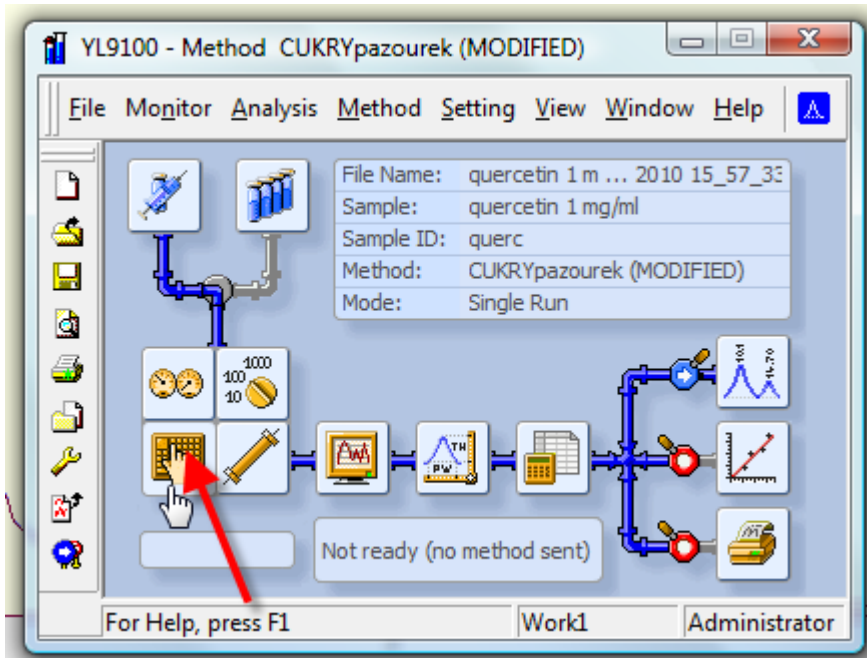 YL9100 - Method CUKRYpazourek (MODIFIED)
File Monitor Analysis Method Setting View Window Help
File Name: quercetin 1 m ... 2010 15_57_33
Sample: quercetin 1 mg/ml
Sample ID: querc
Method: CUKRYpazourek (MODIFIED)
Mode: Single Run
1000
100
10
TH
PW
Not ready (no method sent)
For Help, press F1 Work1 Administrator